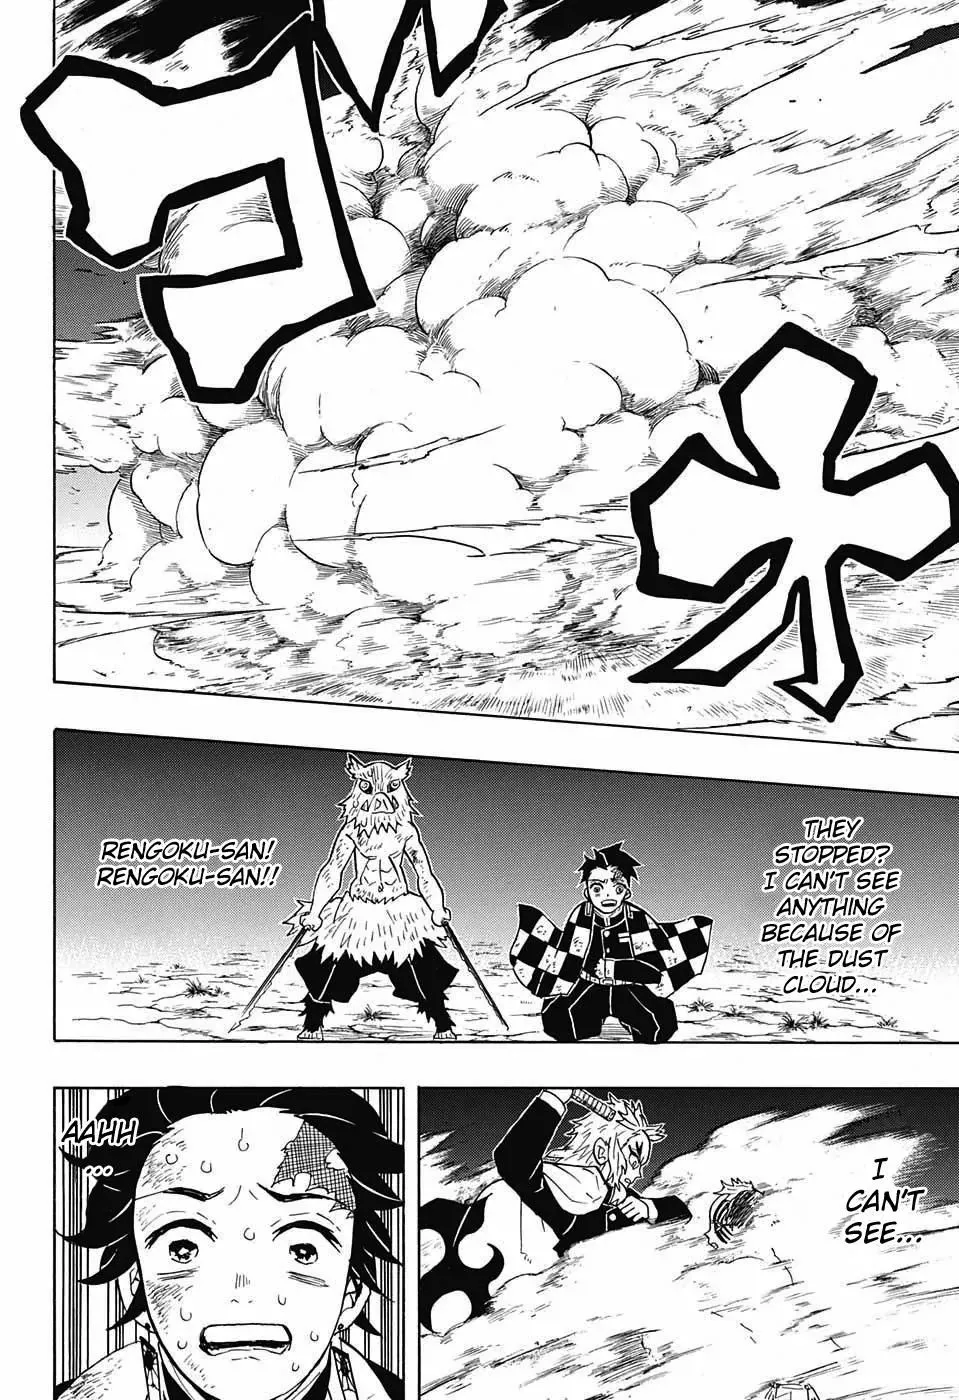 THEY
STOPPED?
I CAN'T SEE
ANYTHING
BECAUSE OF
THE DUST
CLOUD...
RENGOKU-SAN!
RENGOKU-SAN!!
I
CAN'T
SEE...
AAHH
...